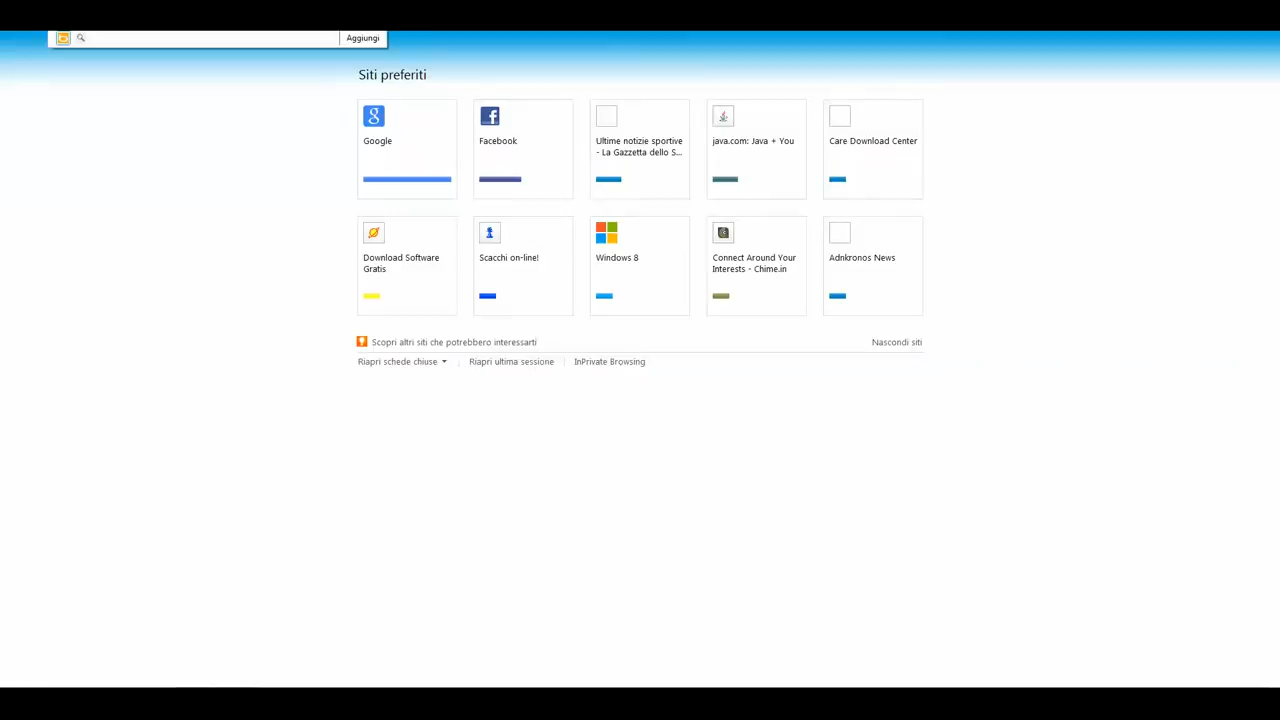 Aggiungi
Siti preferiti
Google
Facebook
Ultime notizie sportive
- La Gazzetta dello S...
java.com: Java + You
Care Download Center
Download Software
Gratis
Scacchi on-line!
Windows 8
Connect Around Your
Interests - Chime.in
Adnkronos News
Scopri altri siti che potrebbero interessarti
Nascondi siti
Riapri schede chiuse
Riapri ultima sessione
InPrivate Browsing